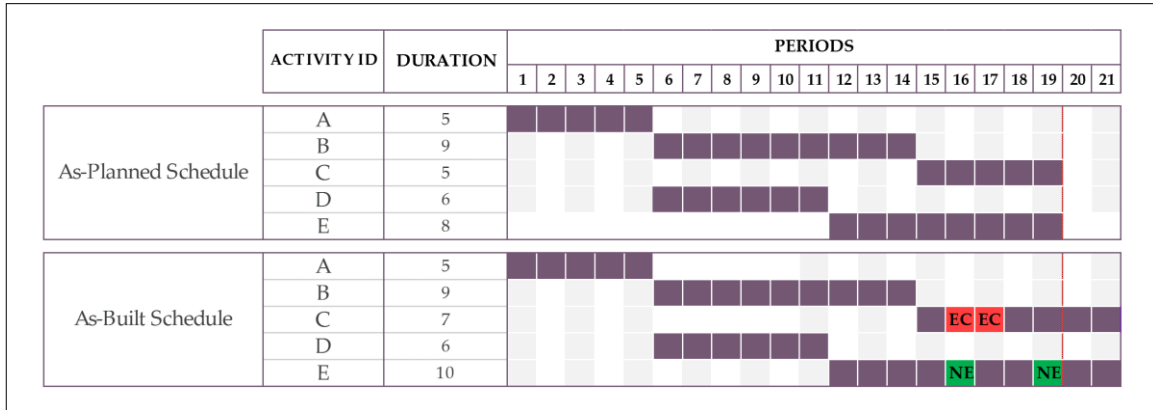 PERIODS
ACTIVITY ID DURATION
1 2 3 4 5 6 7 8 9 10 11 12 13 14 15 16 17 18 19 20 21
A 5
B 9
As-Planned Schedule C 5
D 6
E 8
A 5
B 9
As-Built Schedule C 7 EC EC
D 6
E 10 NE NE